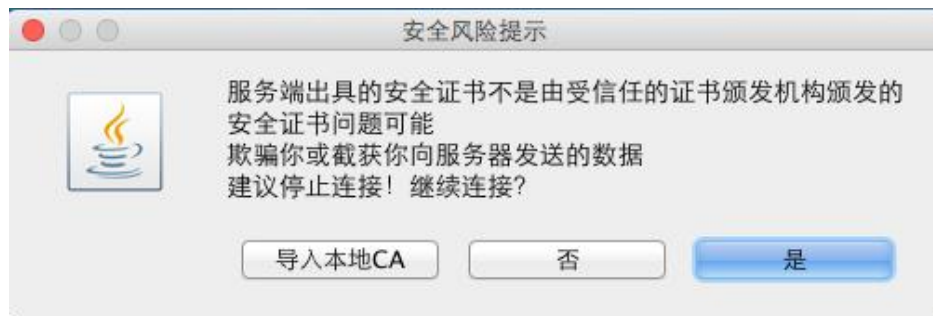 安全风险提示
服务端出具的安全证书不是由受信任的证书颁发机构颁发的
安全证书问题可能
欺骗你或截获你向服务器发送的数据
建议停止连接！继续连接?
导入本地CA 否 是